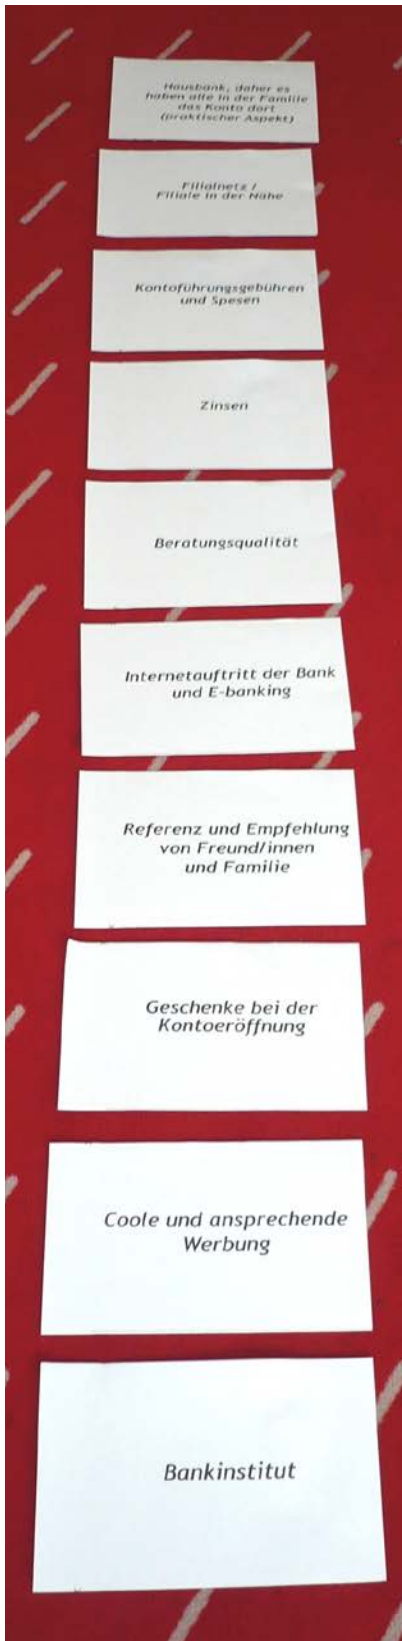 Hausbank, daher es
haben alle in der Familie
das Konto dort
(praktischer Aspekt)
Filialnetz /
Filiale in der Nähe
Kontoführungsgebühren
und Spesen
Zinsen
Beratungsqualität
Internetauftritt der Bank
und E-banking
Referenz und Empfehlung
von Freund/innen
und Familie
Geschenke bei der
Kontoeröffnung
Coole und ansprechende
Werbung
Bankinstitut